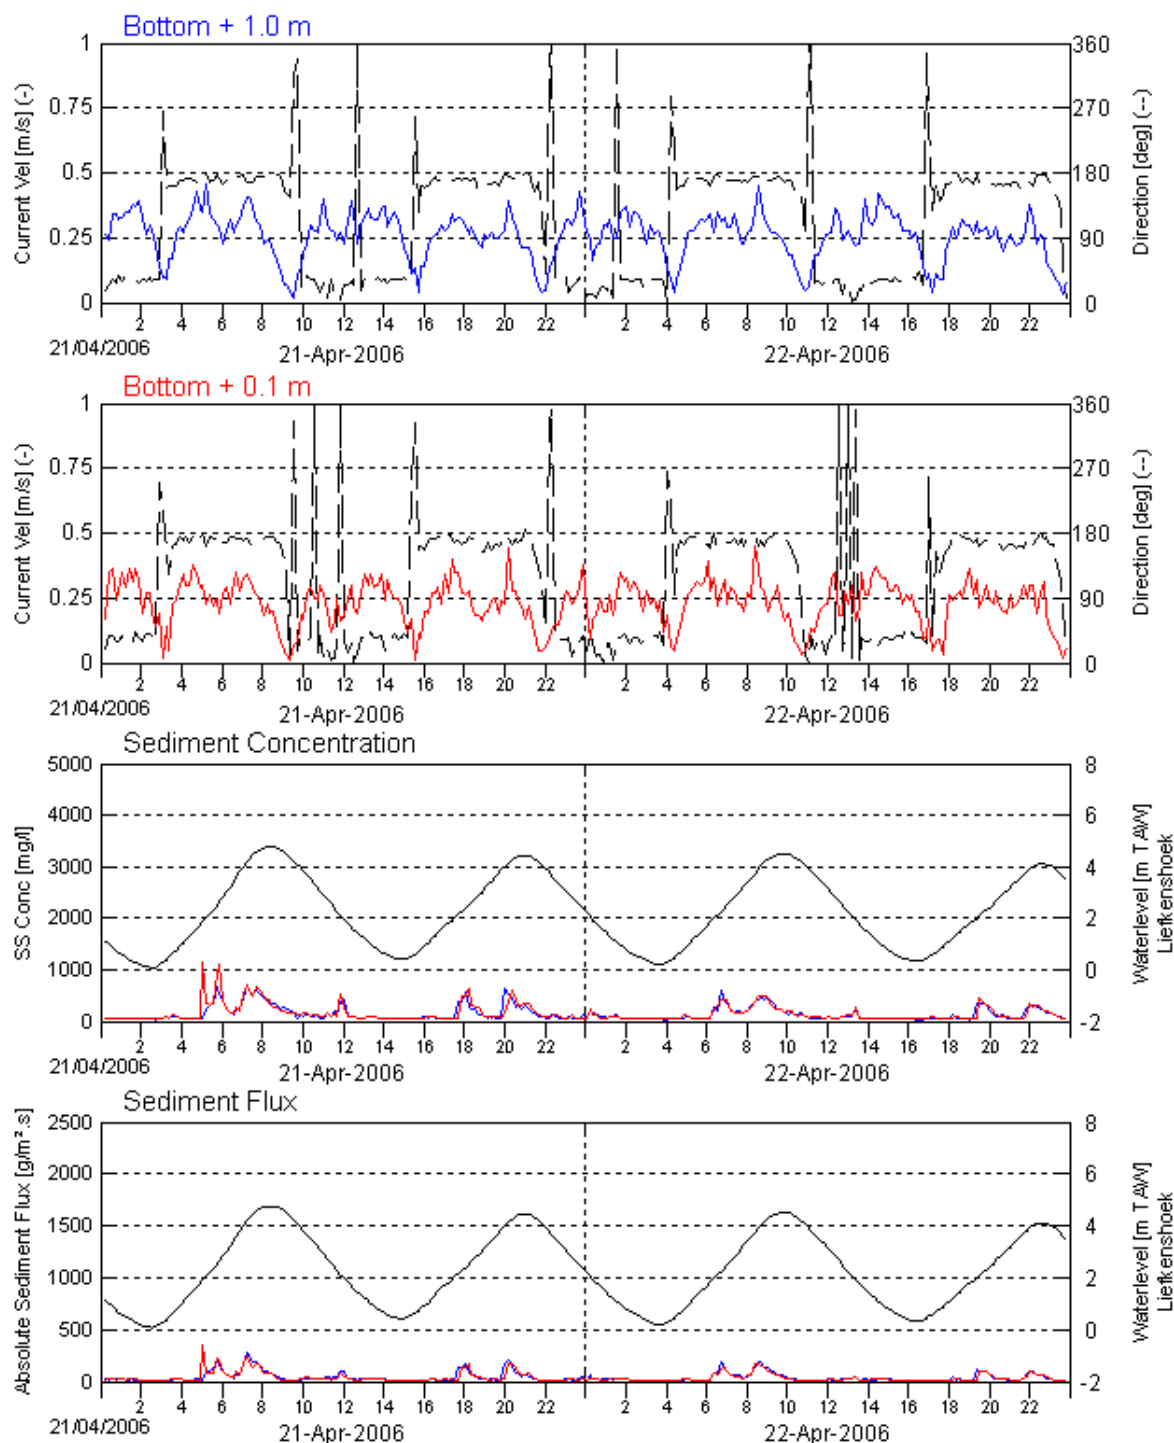 Bottom + 1.0 m
Current Vel [m/s] (-)
1
0.75
0.5
0.25
0
360
270
180
90
0
Direction [deg] (--)
2 4 6 8 10 12 14 16 18 20 22 2 4 6 8 10 12 14 16 18 20 22
21/04/2006 21-Apr-2006 22-Apr-2006
Bottom + 0.1 m
Current Vel [m/s] (-)
1
0.75
0.5
0.25
0
360
270
180
90
0
Direction [deg] (--)
2 4 6 8 10 12 14 16 18 20 22 2 4 6 8 10 12 14 16 18 20 22
21/04/2006 21-Apr-2006 22-Apr-2006
Sediment Concentration
SS Conc [mg/l]
5000
4000
3000
2000
1000
0
8
6
4
2
0
-2
Waterlevel [m TAW]
Liefkenshoek
2 4 6 8 10 12 14 16 18 20 22 2 4 6 8 10 12 14 16 18 20 22
21/04/2006 21-Apr-2006 22-Apr-2006
Sediment Flux
Absolute Sediment Flux [g/m².s]
2500
2000
1500
1000
500
0
8
6
4
2
0
-2
Waterlevel [m TAW]
Liefkenshoek
2 4 6 8 10 12 14 16 18 20 22 2 4 6 8 10 12 14 16 18 20 22
21/04/2006 21-Apr-2006 22-Apr-2006